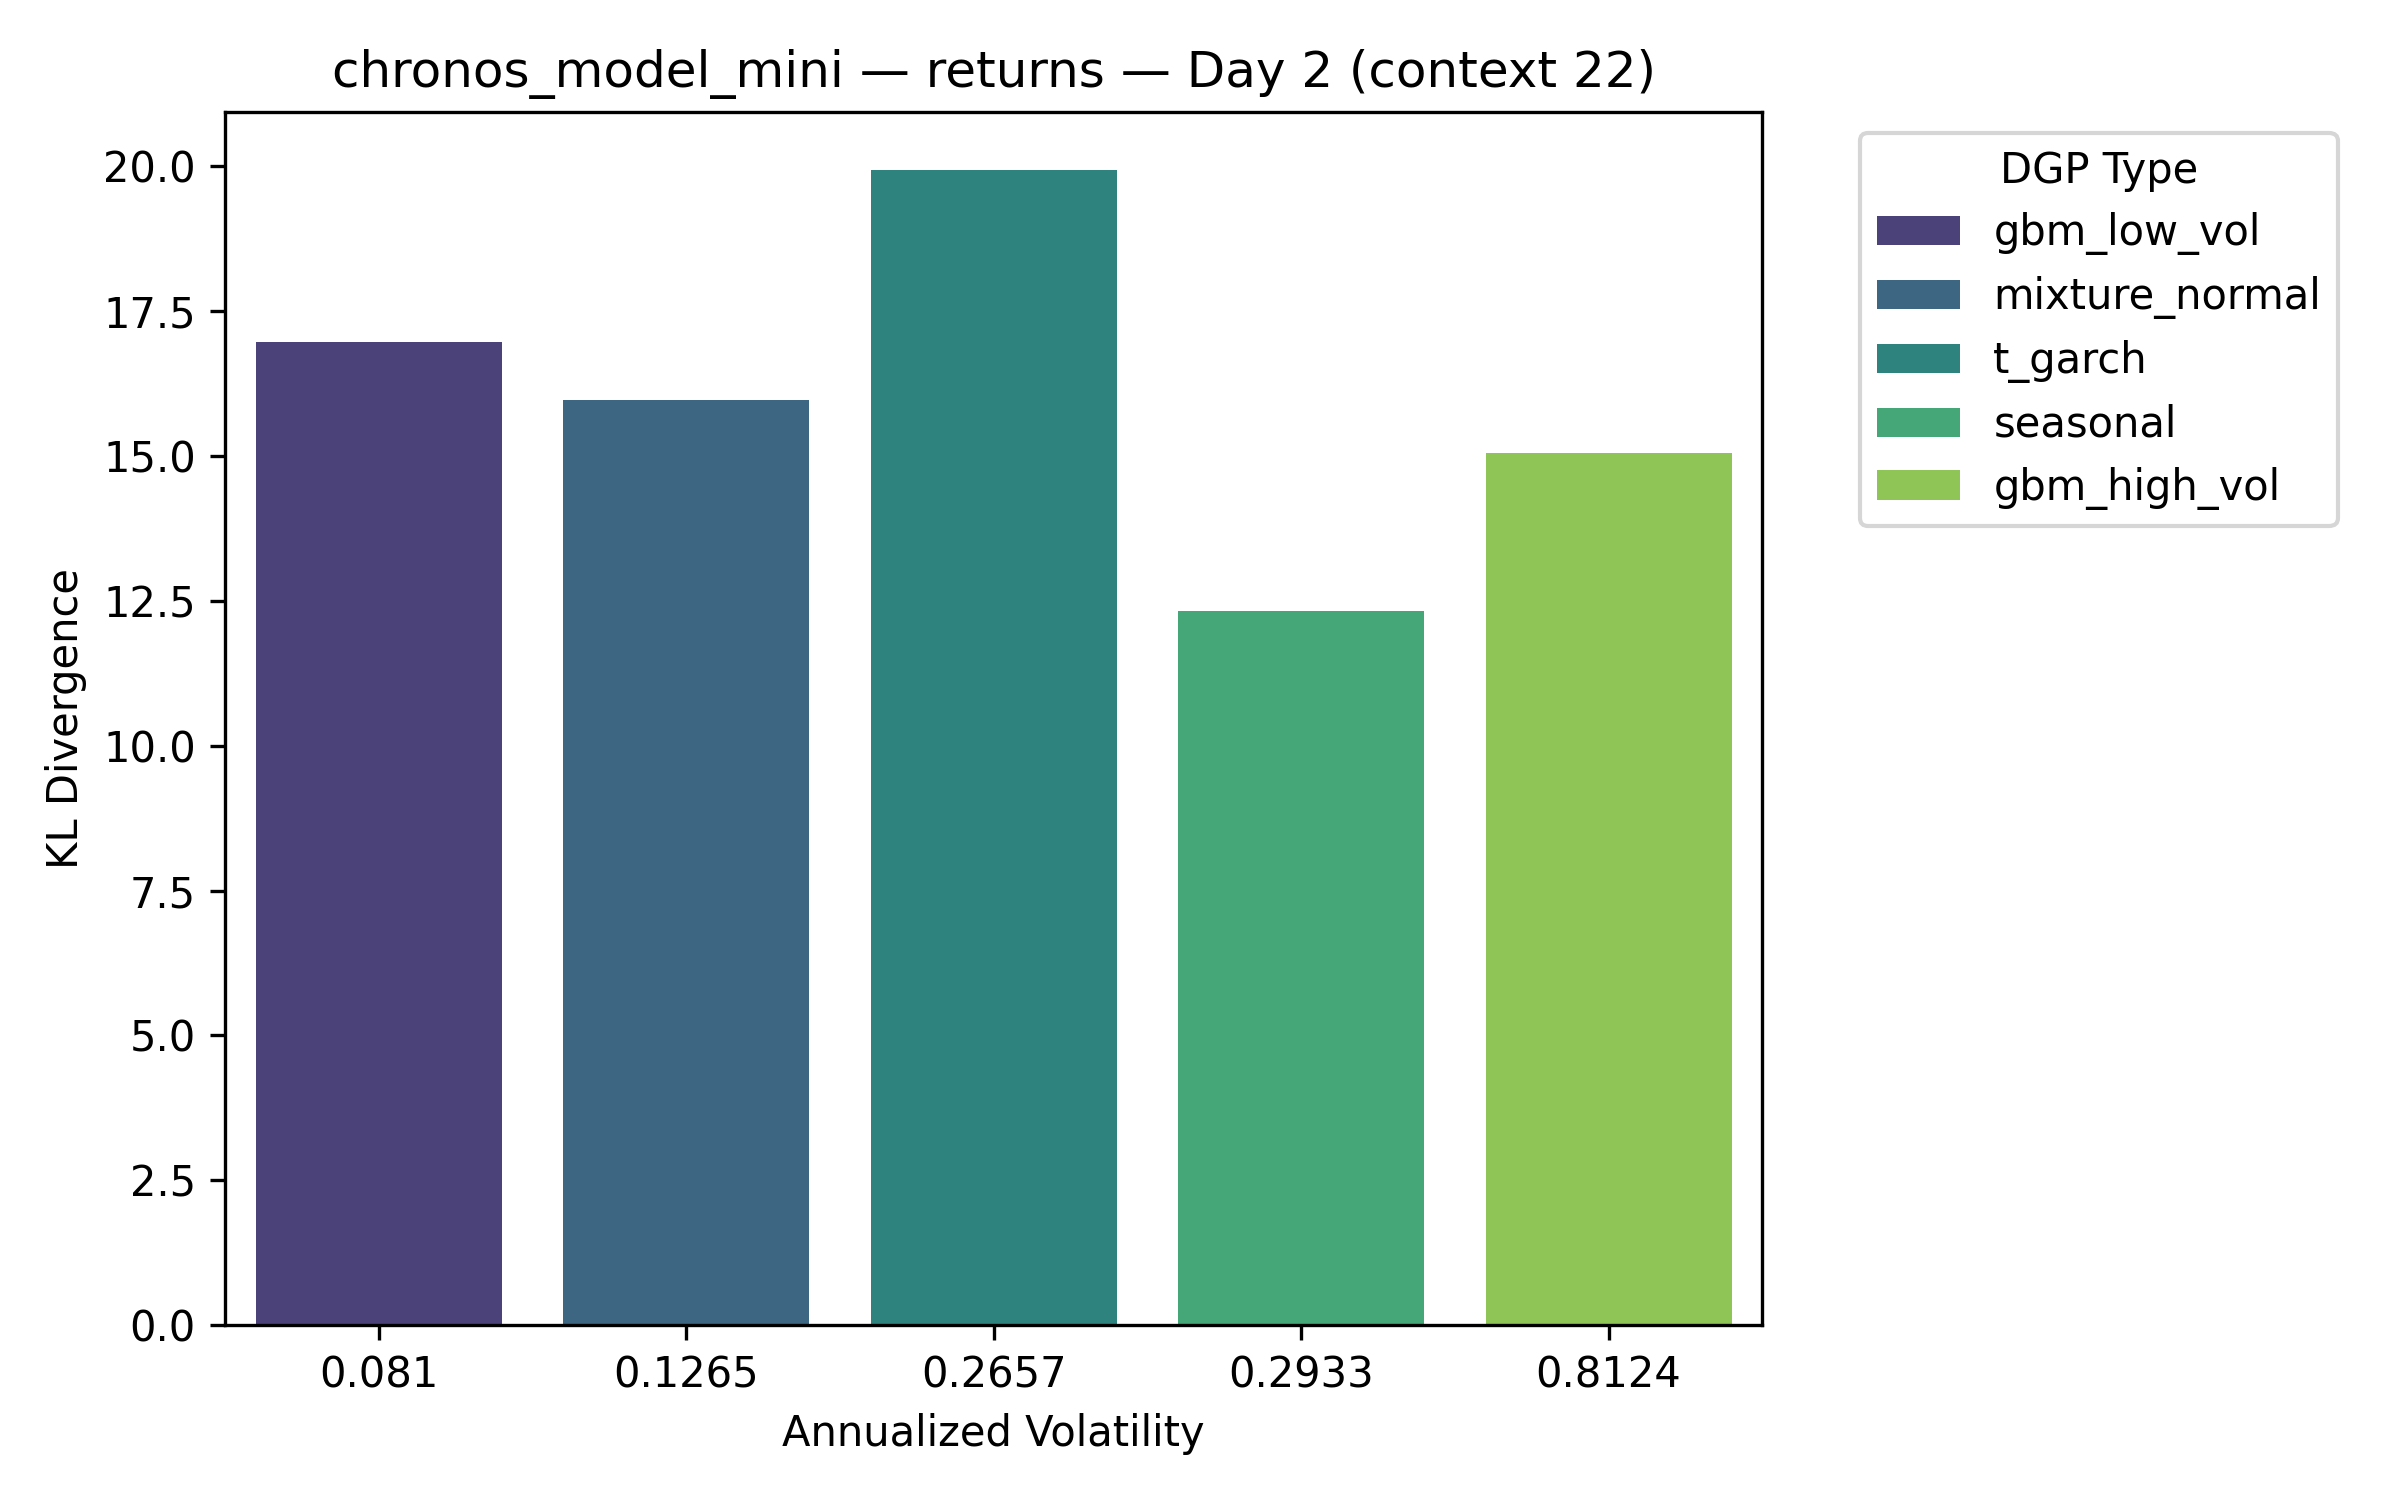 chronos_model_mini — returns — Day 2 (context 22)
KL Divergence
20.0
17.5
15.0
12.5
10.0
7.5
5.0
2.5
0.0
0.081 0.1265 0.2657 0.2933 0.8124
Annualized Volatility
DGP Type
gbm_low_vol
mixture_normal
t_garch
seasonal
gbm_high_vol